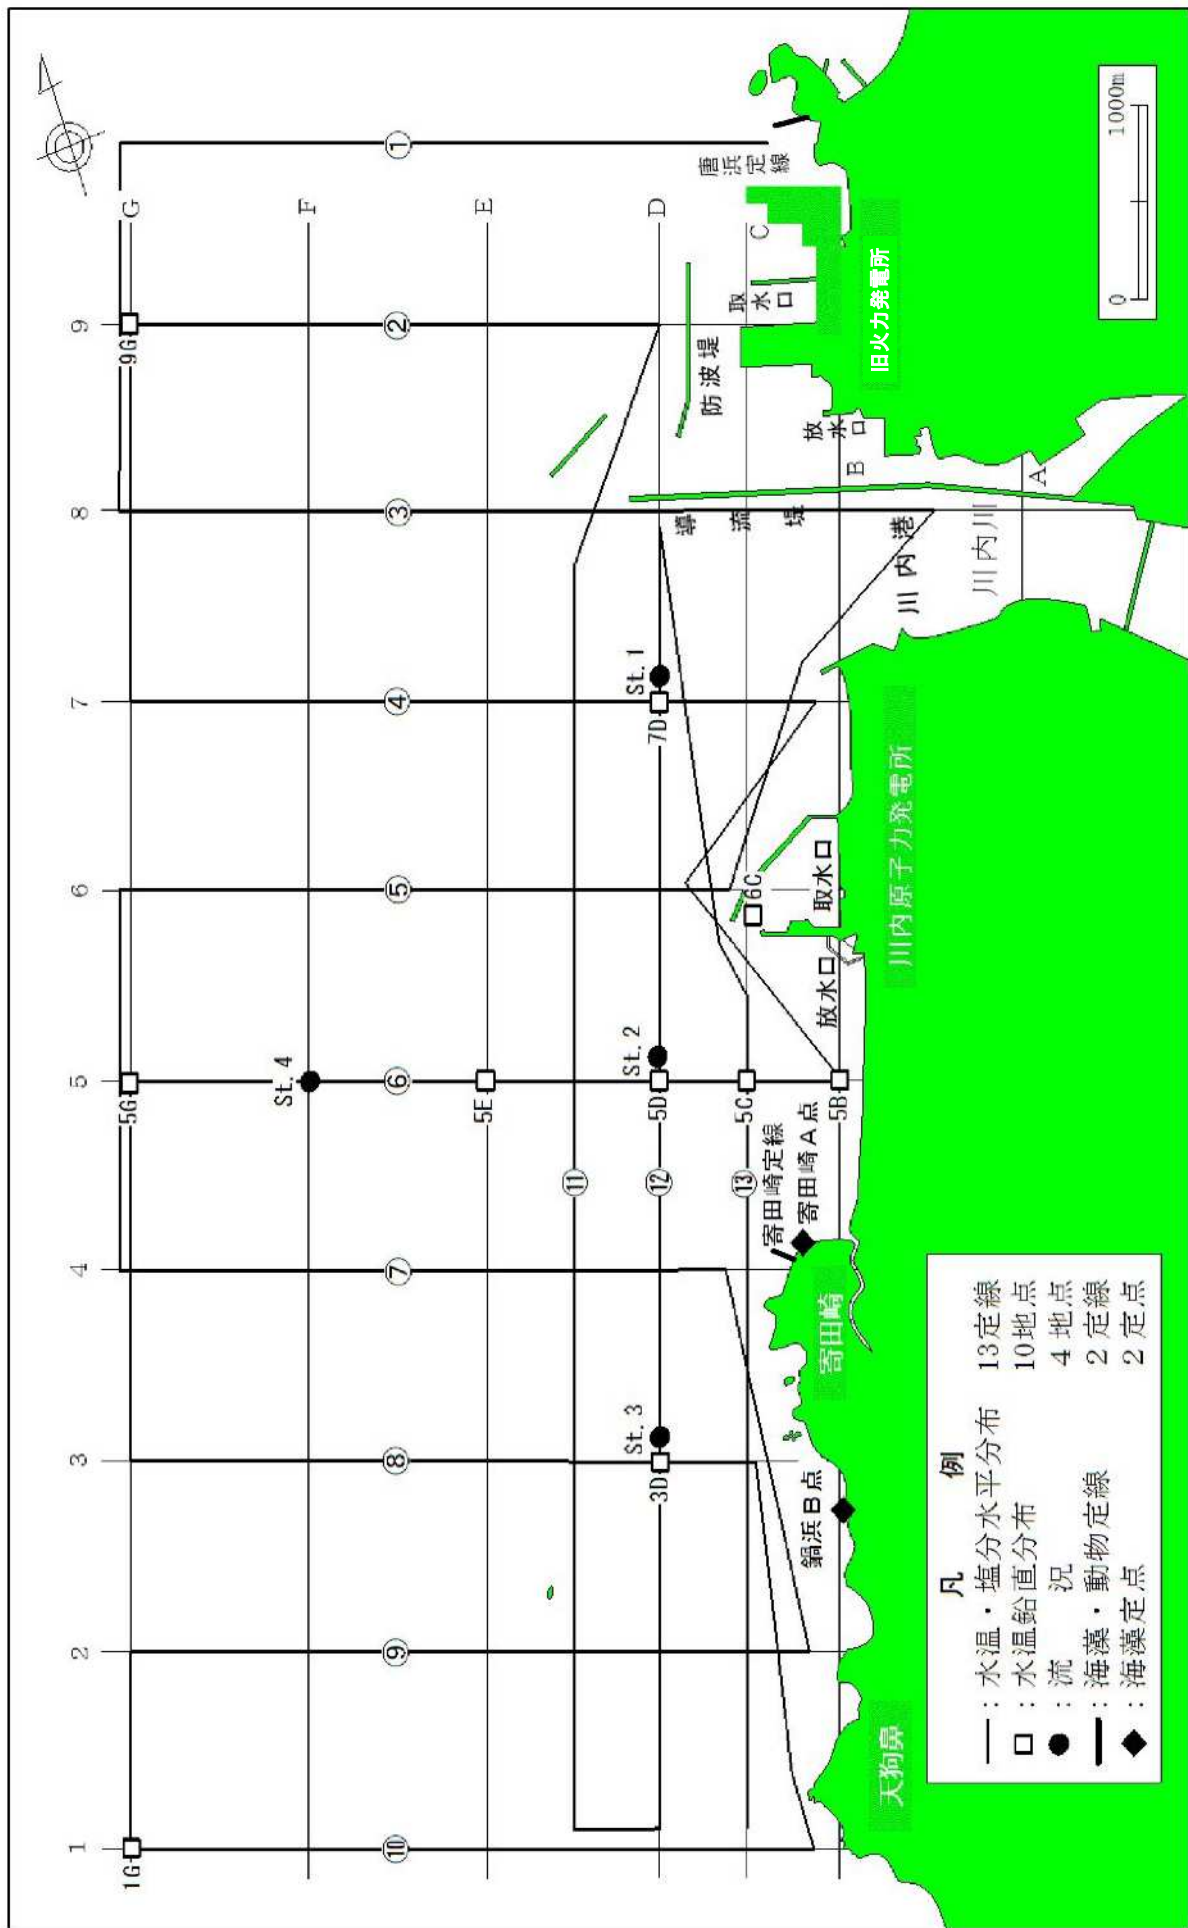 1
2
3
4
5
6
7
8
9
G
F
E
D
C
B
A
①
②
③
④
⑤
⑥
⑦
⑧
⑨
⑩
⑪
⑫
⑬
1G
5G
9G
St. 4
5E
3D
St. 3
5D
St. 2
7D
St. 1
5C
6C
5B
天狗鼻
鍋浜B点
寄田崎
寄田崎定線
寄田崎A点
放水口
取水口
川内原子力発電所
川内港
川内川
導流堤
防波堤
放水口
取水口
旧火力発電所
唐浜定線
0 1000m
凡 例
: 水温・塩分水平分布 13定線
: 水温鉛直分布 10地点
: 流 況 4地点
: 海藻・動物定線 2定線
: 海藻定点 2定点